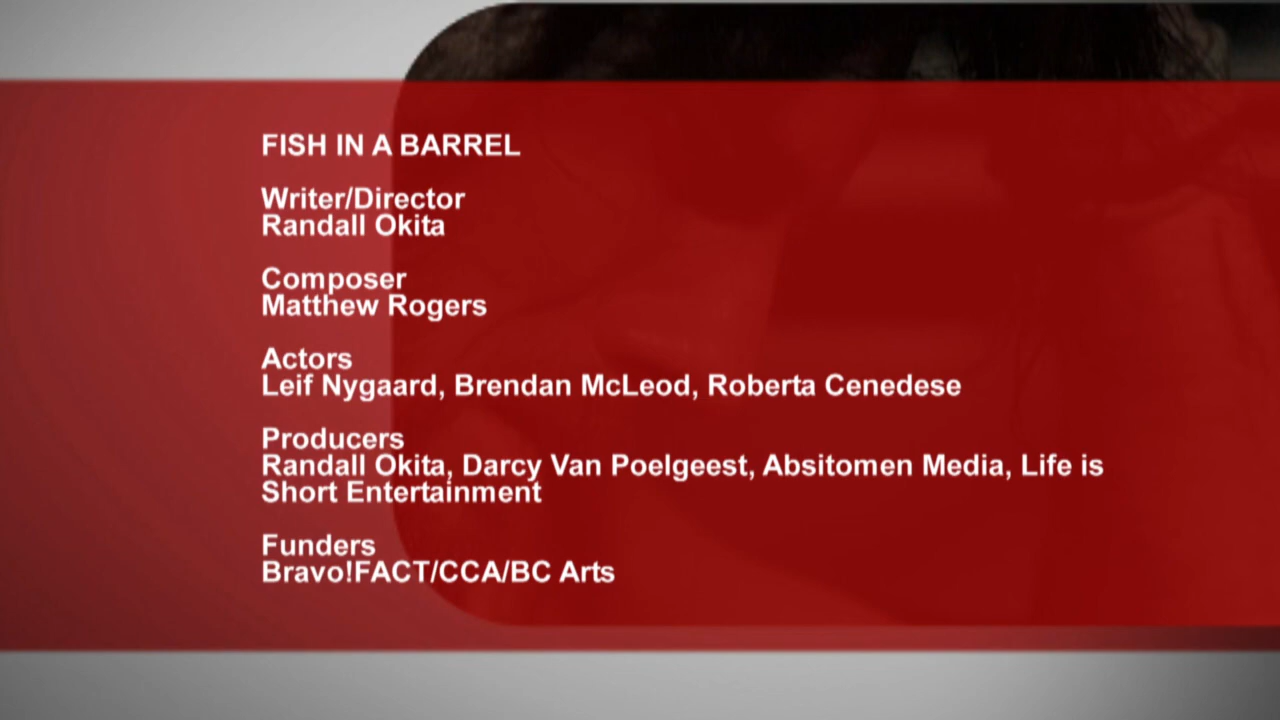 FISH IN A BARREL
Writer/Director
Randall Okita
Composer
Matthew Rogers
Actors
Leif Nygaard, Brendan McLeod, Roberta Cenedese
Producers
Randall Okita, Darcy Van Poelgeest, Absitomen Media, Life is
Short Entertainment
Funders
Bravo!FACT/CCA/BC Arts